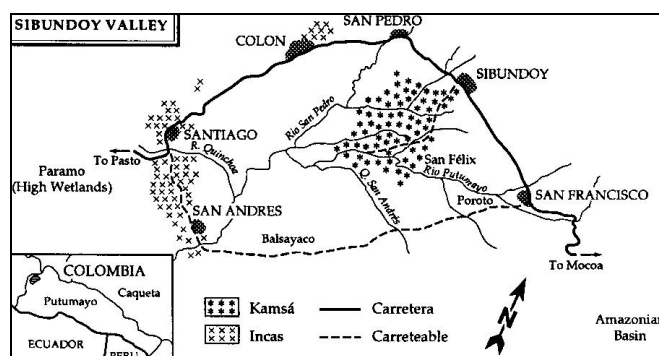 SIBUNDOY VALLEY
COLON
SAN PEDRO
SIBUNDOY
SANTIAGO
Rio San Pedro
R. Quinchoa
To Pasto
Paramo
(High Wetlands)
San Félix
Rio Putumayo
Q. San Andrés
Poroto
SAN FRANCISCO
SAN ANDRES
Balsayaco
To Mocoa
COLOMBIA
Caqueta
Putumayo
ECUADOR
PERU
Kamsá
Carretera
Incas
Carreteable
N
Amazonian
Basin